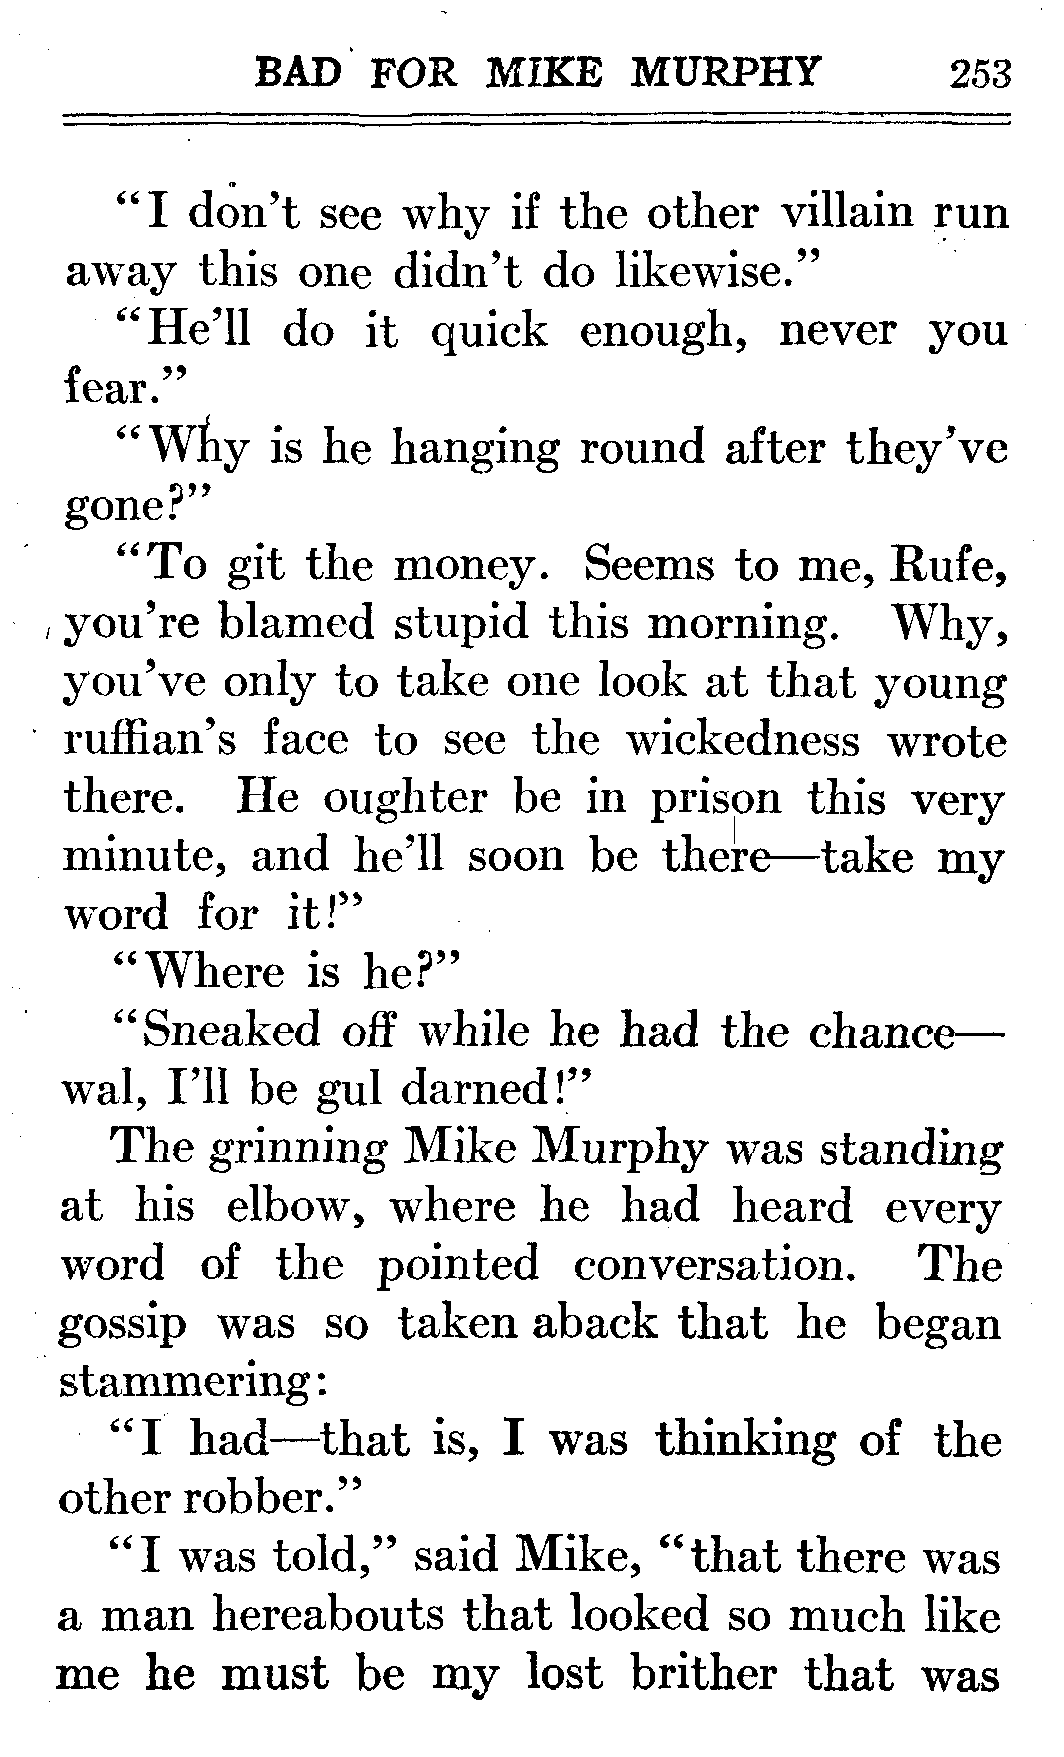 BAD FOR MIKE MURPHY 253
"I don't see why if the other villain run
away this one didn't do likewise."
"He'll do it quick enough, never you
fear."
"Why is he hanging round after they've
gone?"
"To git the money. Seems to me, Rufe,
you're blamed stupid this morning. Why,
you've only to take one look at that young
ruffian's face to see the wickedness wrote
there. He oughter be in prison this very
minute, and he'll soon be there—take my
word for it!"
"Where is he?"
"Sneaked off while he had the chance—
wal, I'll be gul darned!"
The grinning Mike Murphy was standing
at his elbow, where he had heard every
word of the pointed conversation. The
gossip was so taken aback that he began
stammering:
"I had—that is, I was thinking of the
other robber."
"I was told," said Mike, "that there was
a man hereabouts that looked so much like
me he must be my lost brither that was